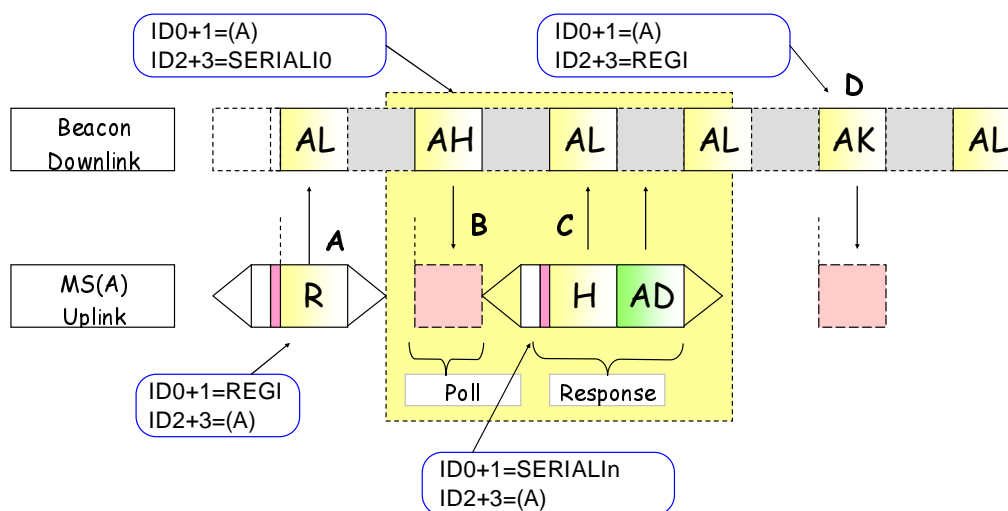 ID0+1=(A)
ID2+3=SERIALI0
ID0+1=(A)
ID2+3=REGI
D
Beacon
Downlink
AL
AH
AL
AL
AK
AL
A
B
C
MS(A)
Uplink
R
H
AD
Poll
Response
ID0+1=REGI
ID2+3=(A)
ID0+1=SERIALIn
ID2+3=(A)